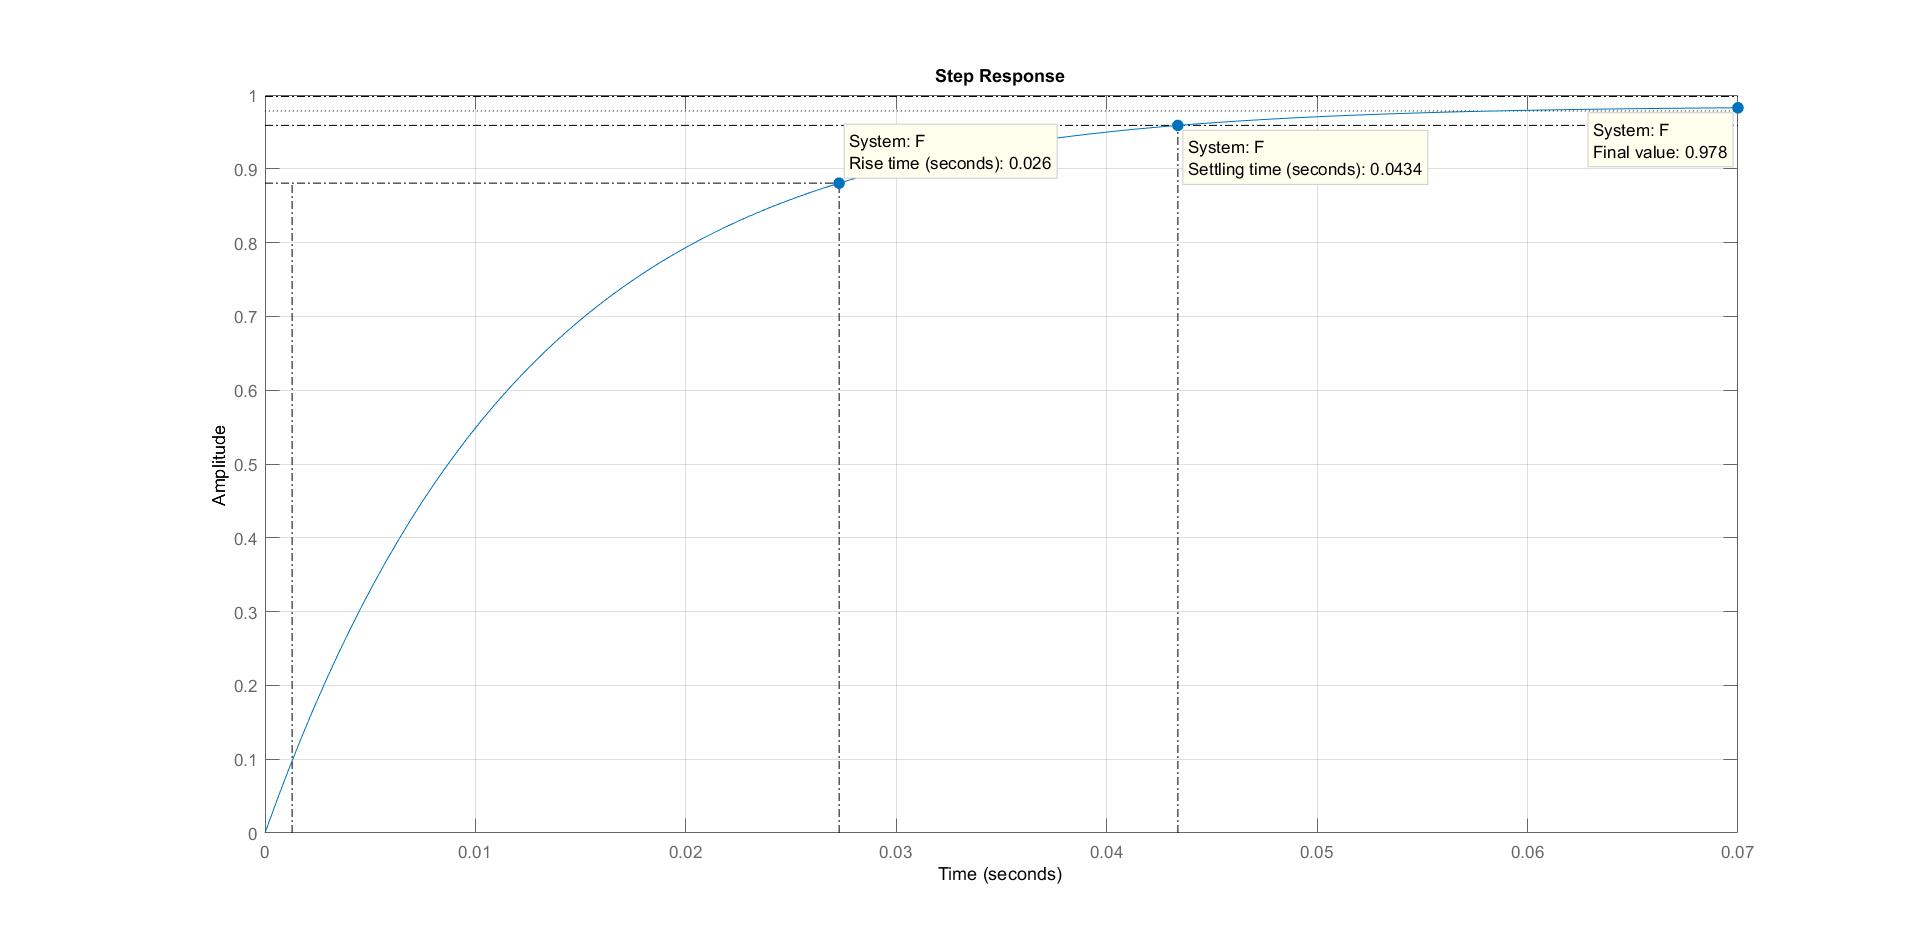 Step Response
1
0.9
0.8
0.7
0.6
0.5
0.4
0.3
0.2
0.1
0
Amplitude
System: F
Rise time (seconds): 0.026
System: F
Settling time (seconds): 0.0434
System: F
Final value: 0.978
0
0.01
0.02
0.03
0.04
0.05
0.06
0.07
Time (seconds)